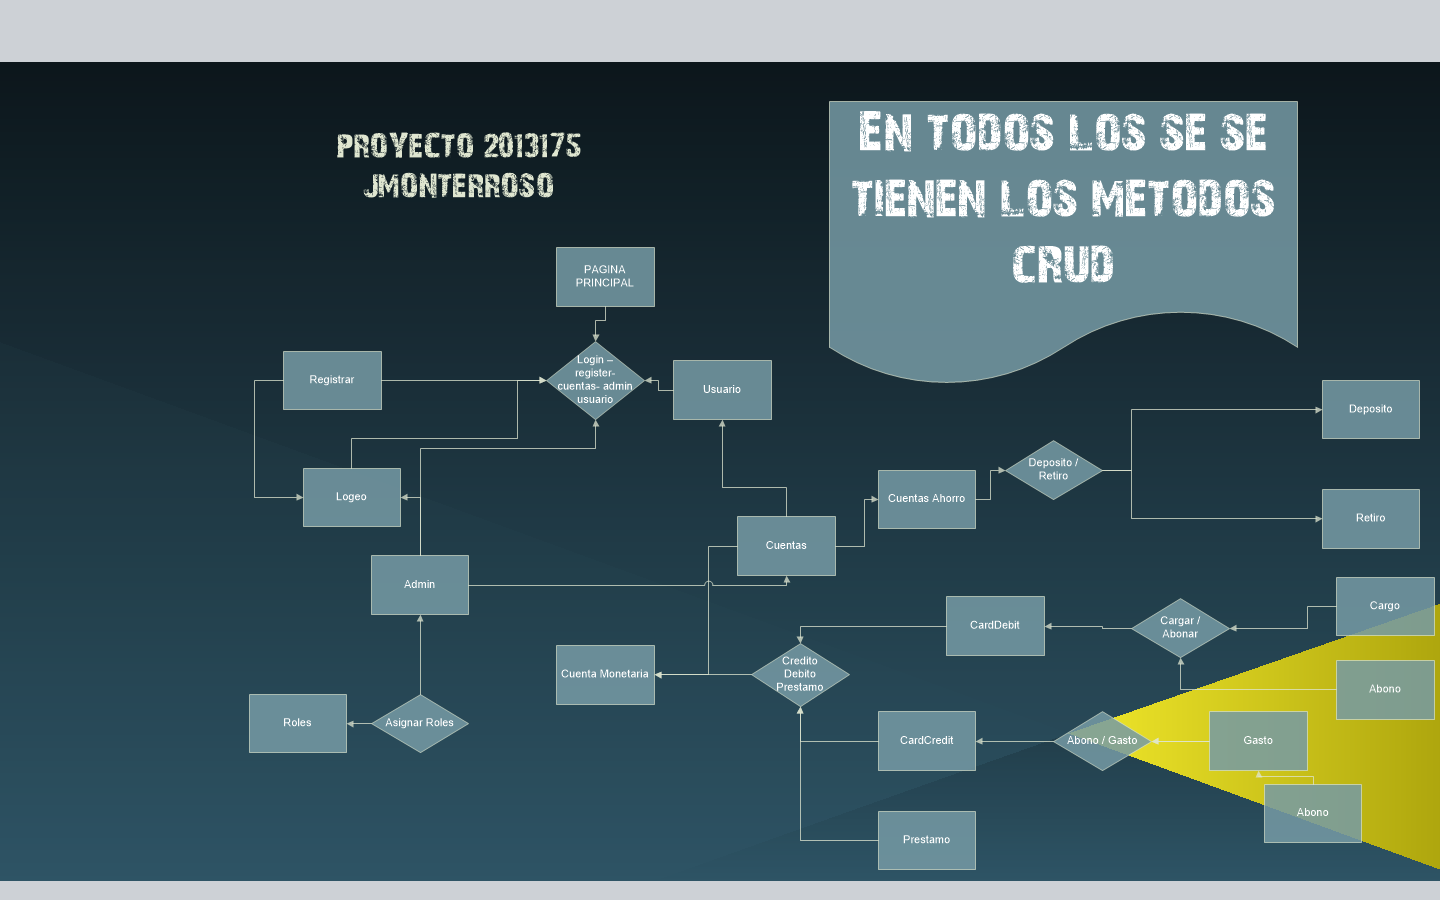 PROYECTO 2013175
JMONTERROSO
EN TODOS LOS SE SE
TIENEN LOS METODOS
CRUD
PAGINA
PRINCIPAL
Registrar
Login –
register-
cuentas- admin
usuario
Usuario
Deposito
Logeo
Cuentas Ahorro
Deposito /
Retiro
Retiro
Cuentas
Admin
CardDebit
Cargar /
Abonar
Cargo
Cuenta Monetaria
Credito
Debito
Prestamo
Abono
Roles
Asignar Roles
CardCredit
Abono / Gasto
Gasto
Abono
Prestamo